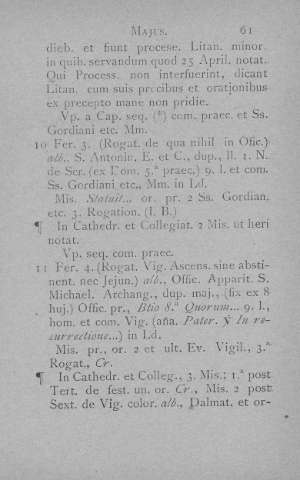 Majus. 61
dieb. et fiunt procese. Litan. minor.
in quib. servandum quod 25 April. notat.
Qui Process. non interfuerint, dicant
Litan. cum suis precibus et orationibus
ex precepto mane non pridie.
Vp. a Cap. seq. (*) com. praec. et Ss.
Gordiani etc. Mm.
10 Fer. 3. (Rogat. de qua nihil in Offic.)
alb.. S. Antonin. E. et C., dup., ll. 1. N.
de Scr. (ex Dom. 5.ª praec.) 9. l. et com.
Ss. Gordiani etc., Mm. in Ld.
Mis. Statuit... or. pr. 2 Ss. Gordian,
etc. 3. Rogation. (I. B.)
¶ In Cathedr. et Collegiat. 2 Mis. ut heri
notat.
Vp. seq. com. praec.
11 Fer. 4. (Rogat. Vig. Ascens. sine absti-
nent. nec Jejun.) alb., Offic. Apparit. S.
Michael. Archang., dup. maj., (fix ex 8
huj.) Offic. pr., Btio 8.ª Quorum... 9. l.,
hom. et com. Vig. (aña. Pater. ℣ In re-
surrectione...) in Ld.
Mis. pr., or. 2 et ult. Ev. Vigil., 3.ª
Rogat., Cr.
¶ In Cathedr. et Colleg., 3. Mis.; 1.ª post
Tert. de fest. un. or. Cr., Mis. 2 post
Sext. de Vig. color. alb., Dalmat. et or-